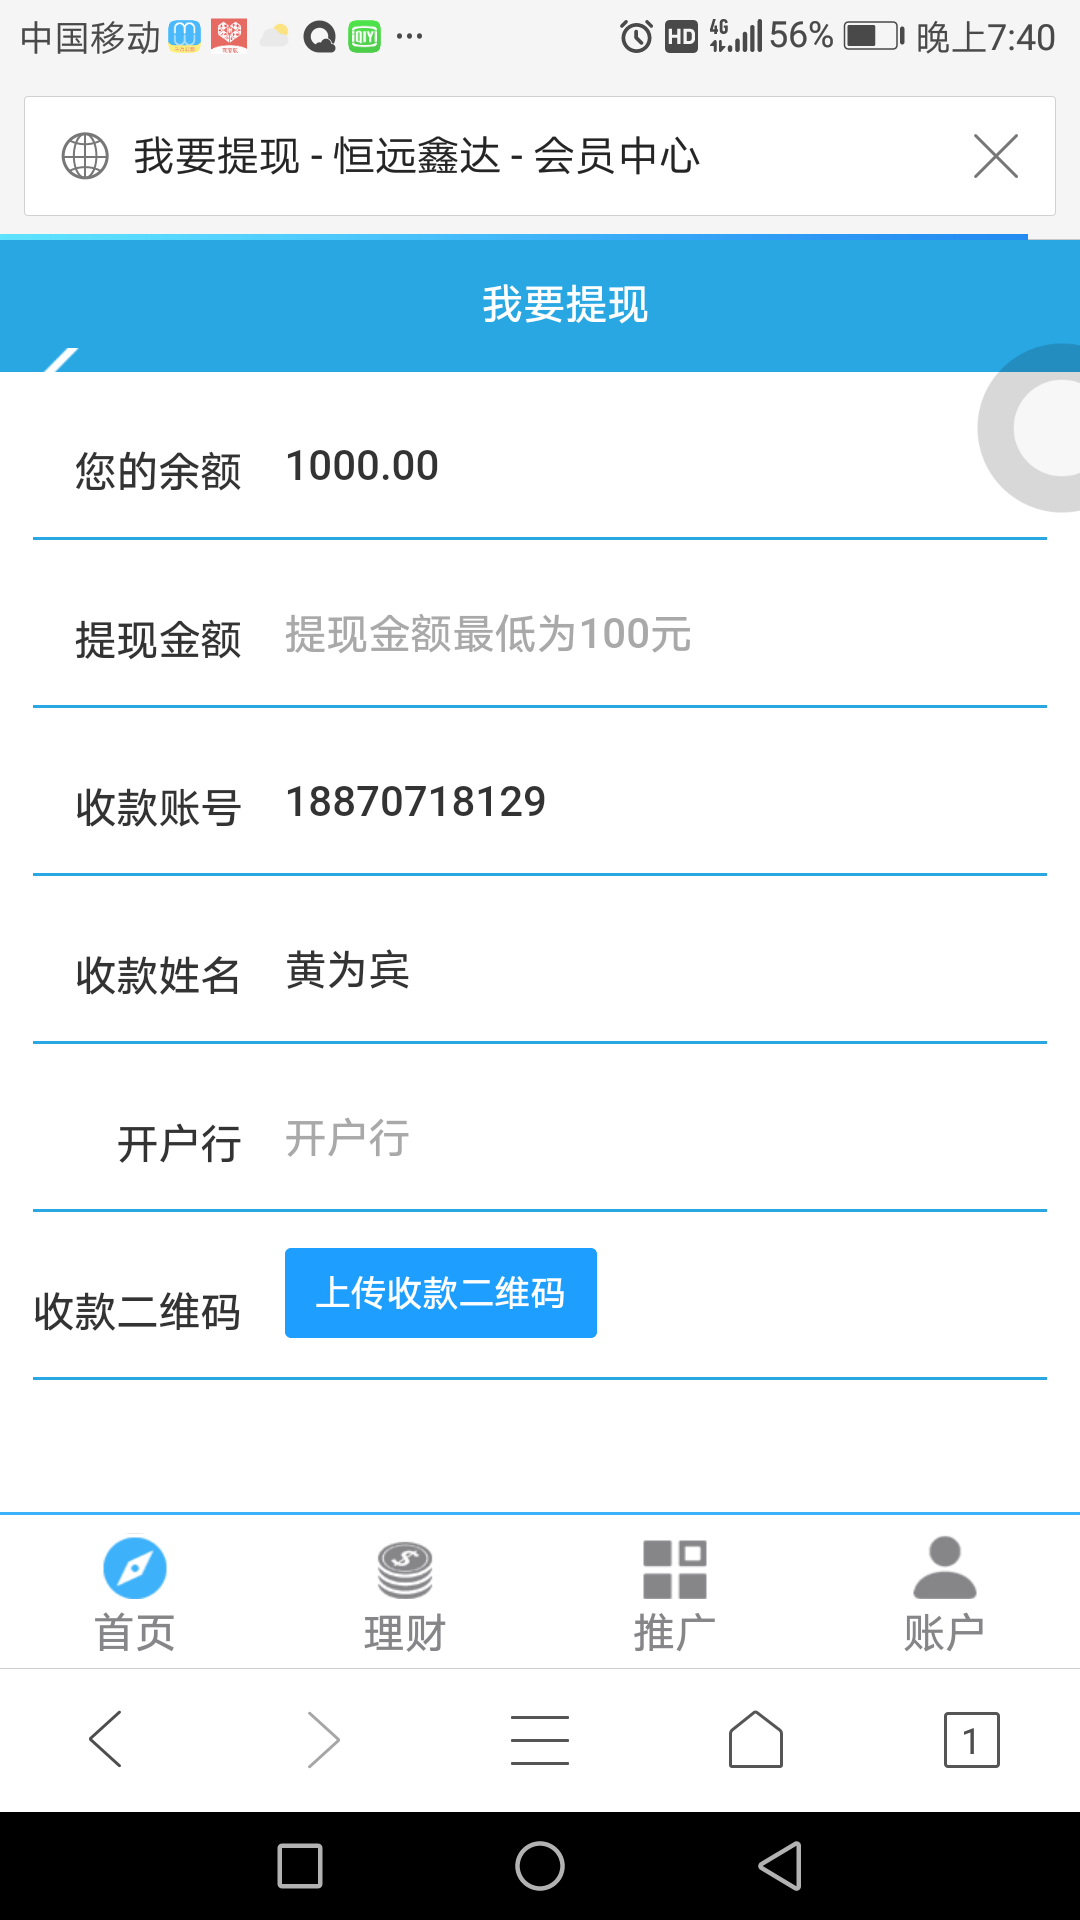 中国移动
HD 4G 56% 晚上7:40
我要提现 - 恒远鑫达 - 会员中心
我要提现
您的余额 1000.00
提现金额 提现金额最低为100元
收款账号 18870718129
收款姓名 黄为宾
开户行 开户行
收款二维码 上传收款二维码
首页 理财 推广 账户
1